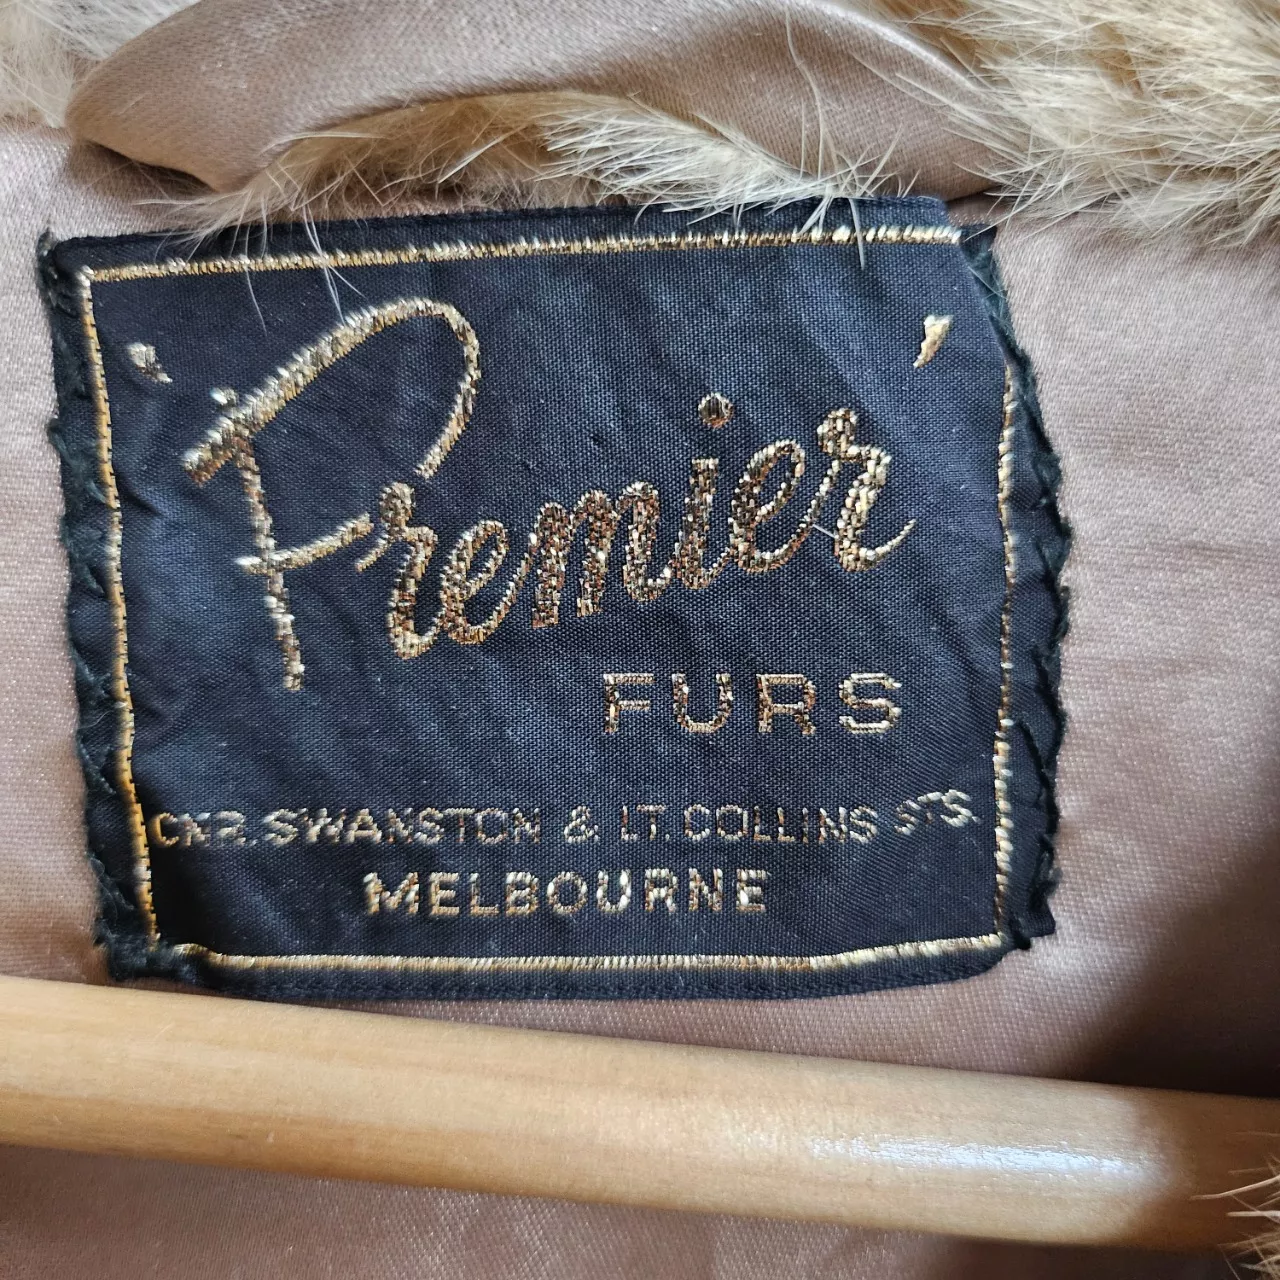 'Premier'
FURS
CNR. SWANSTON & LT. COLLINS STS.
MELBOURNE